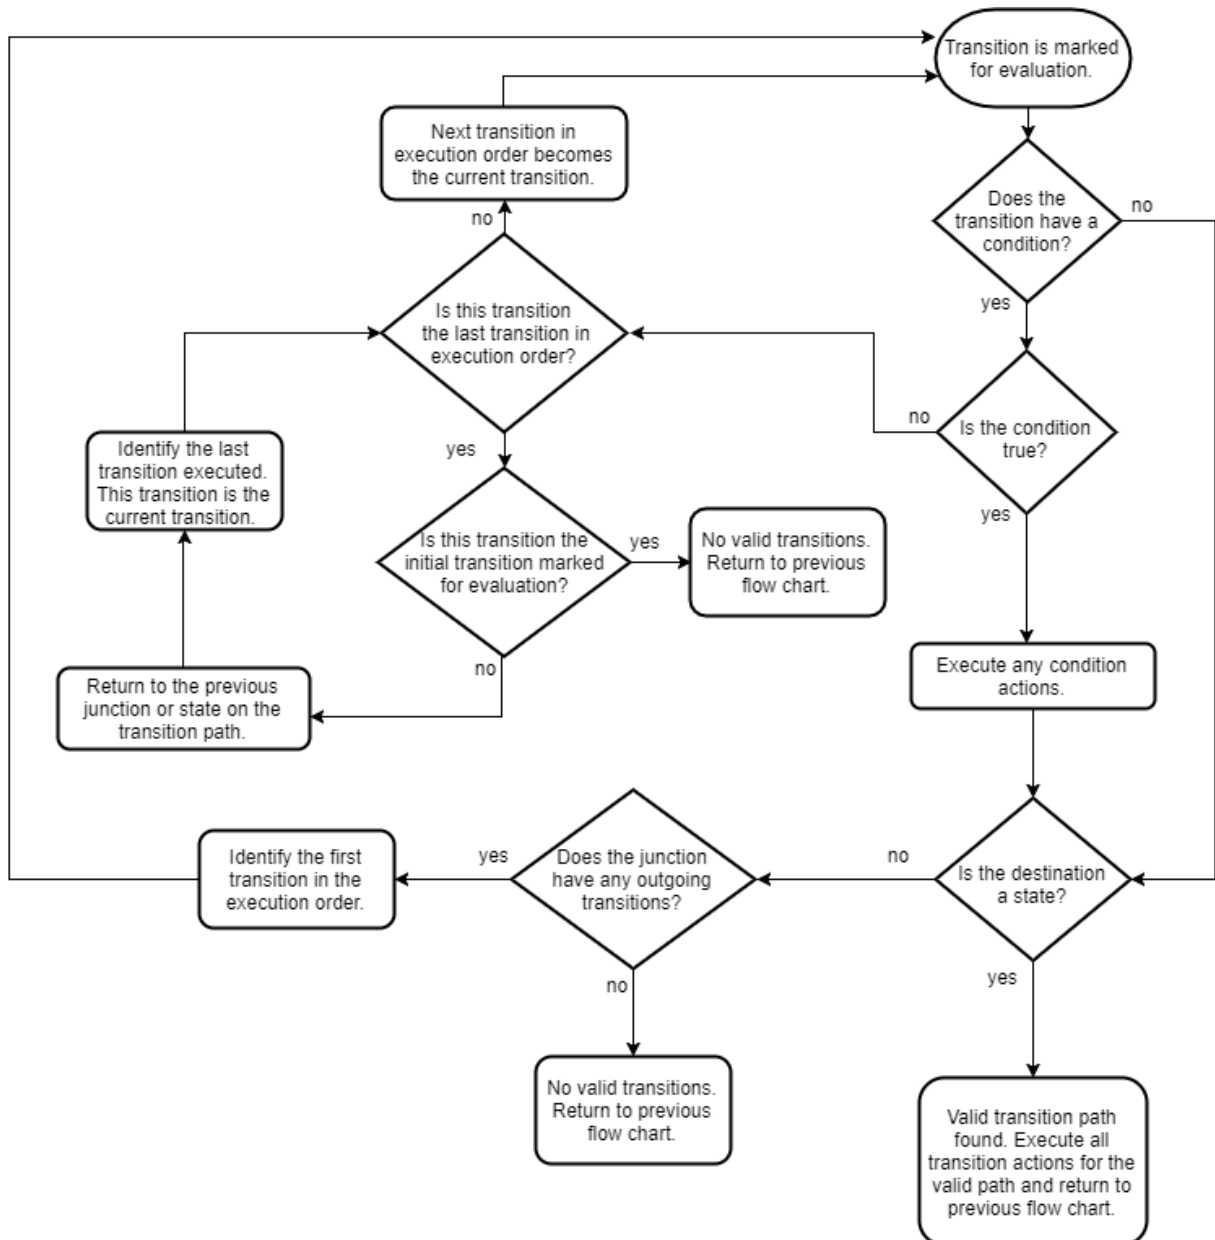 Transition is marked
for evaluation.
Next transition in
execution order becomes
the current transition.
Does the
transition have a
condition?
no
yes
no
Is this transition
the last transition in
execution order?
no
Is the condition
true?
yes
yes
Identify the last
transition executed.
This transition is the
current transition.
Is this transition the
initial transition marked
for evaluation?
yes
No valid transitions.
Return to previous
flow chart.
no
Return to the previous
junction or state on the
transition path.
Execute any condition
actions.
Identify the first
transition in the
execution order.
yes
Does the junction
have any outgoing
transitions?
no
Is the destination
a state?
no
yes
No valid transitions.
Return to previous
flow chart.
Valid transition path
found. Execute all
transition actions for the
valid path and return to
previous flow chart.